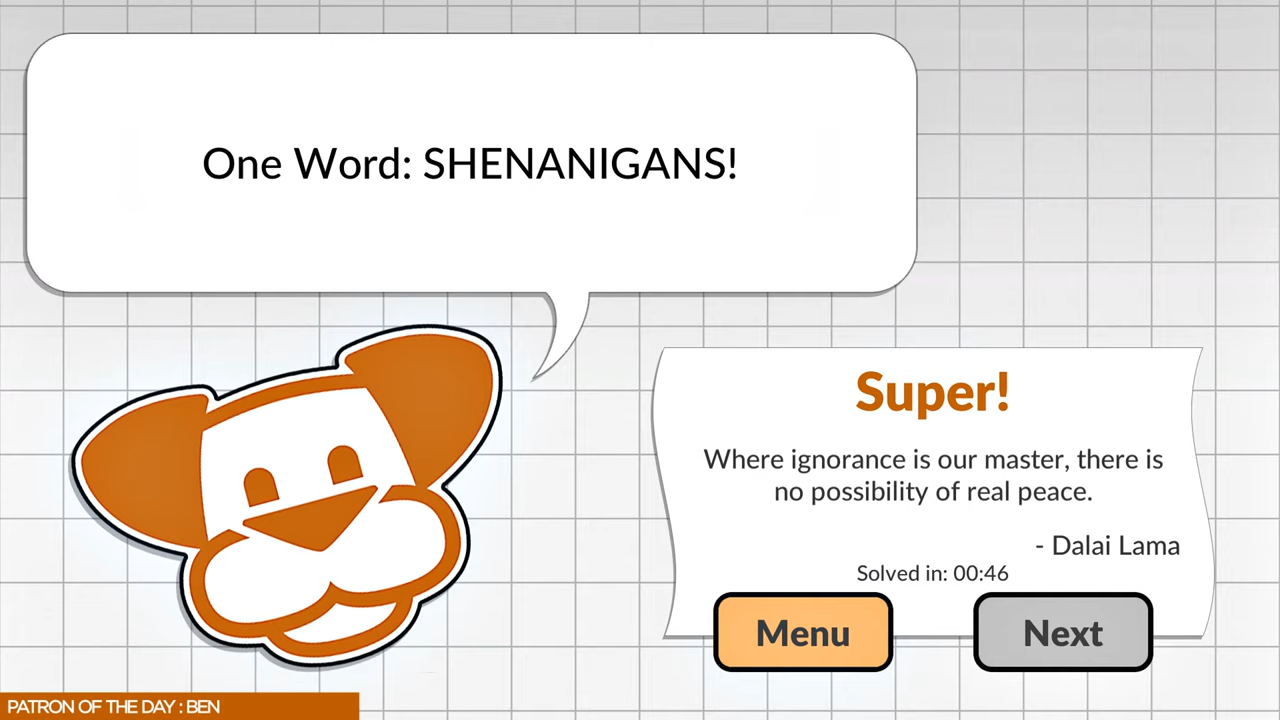 One Word: SHENANIGANS!
Super!
Where ignorance is our master, there is
no possibility of real peace.
- Dalai Lama
Solved in: 00:46
Menu
Next
PATRON OF THE DAY : BEN